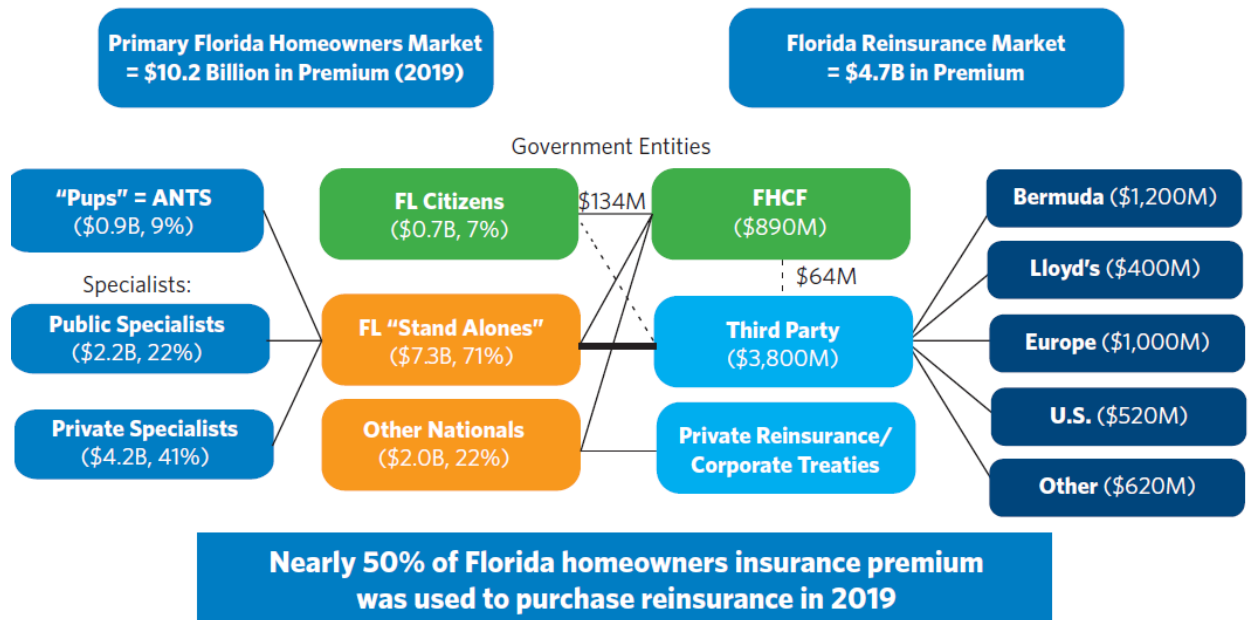 Primary Florida Homeowners Market
= $10.2 Billion in Premium (2019)
Florida Reinsurance Market
= $4.7B in Premium
Government Entities
“Pups” = ANTS
($0.9B, 9%)
Specialists:
Public Specialists
($2.2B, 22%)
Private Specialists
($4.2B, 41%)
FL Citizens
($0.7B, 7%)
$134M
FL “Stand Alones”
($7.3B, 71%)
Other Nationals
($2.0B, 22%)
FHCF
($890M)
$64M
Third Party
($3,800M)
Private Reinsurance/
Corporate Treaties
Bermuda ($1,200M)
Lloyd’s ($400M)
Europe ($1,000M)
U.S. ($520M)
Other ($620M)
Nearly 50% of Florida homeowners insurance premium
was used to purchase reinsurance in 2019